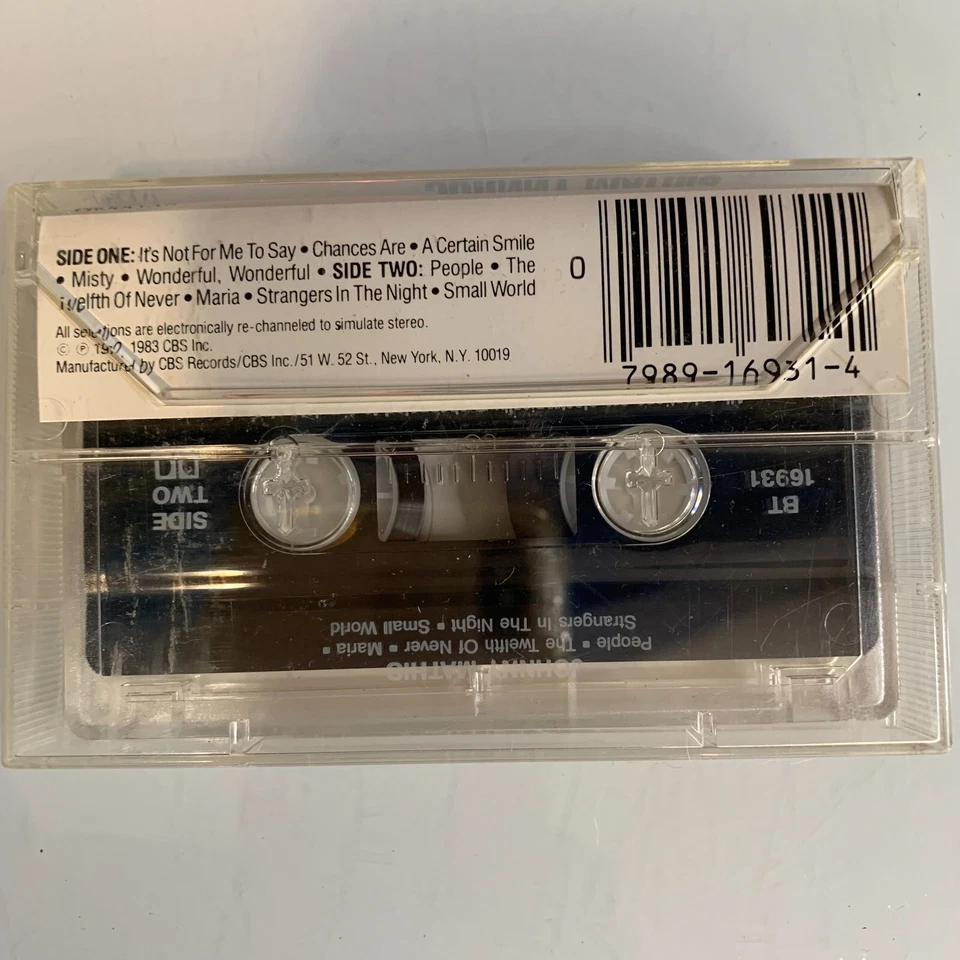 SIDE ONE: It's Not For Me To Say • Chances Are • A Certain Smile
• Misty • Wonderful, Wonderful • SIDE TWO: People • The
Twelfth Of Never • Maria • Strangers In The Night • Small World
All selections are electronically re-channeled to simulate stereo.
© ℗ 1983 CBS Inc.
Manufactured by CBS Records/CBS Inc./51 W. 52 St., New York, N.Y. 10019
0
7989-16931-4
BT
16931
SIDE
TWO
People ▪ The Twelfth Of Never ▪ Maria ▪
Strangers In The Night ▪ Small World
JOHNNY MATHIS